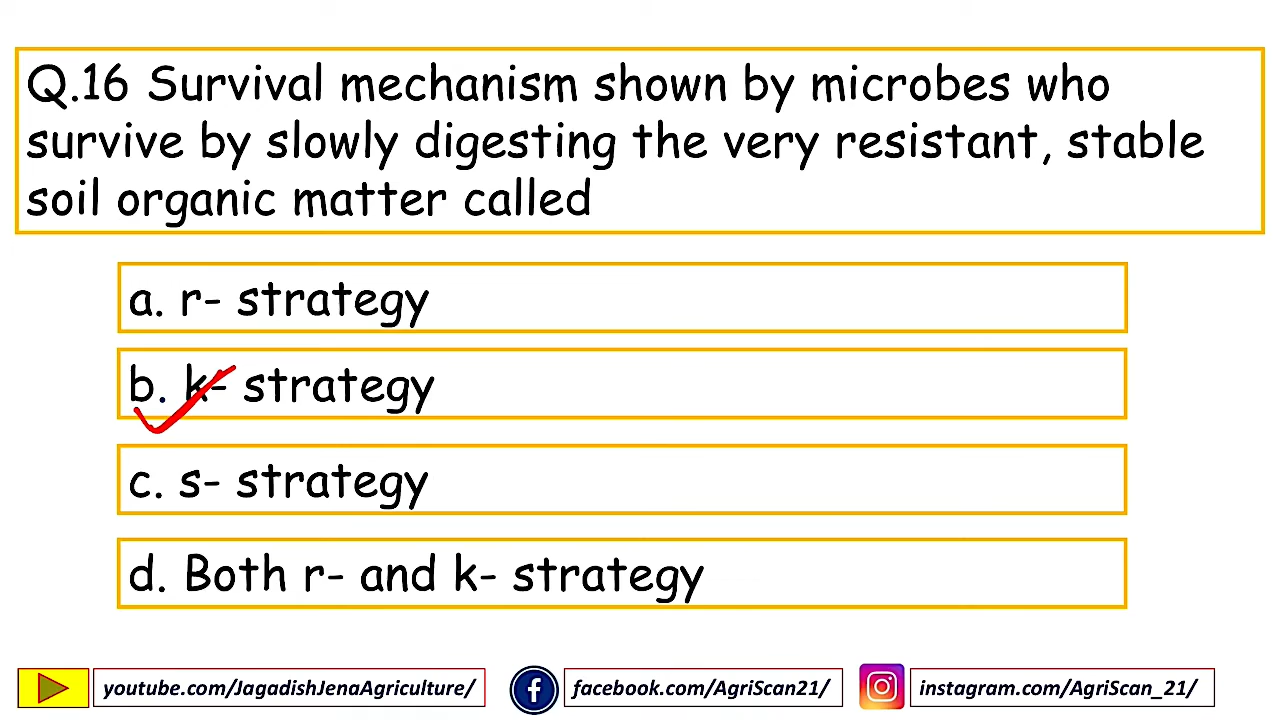 Q.16 Survival mechanism shown by microbes who
survive by slowly digesting the very resistant, stable
soil organic matter called
a. r- strategy
b. k- strategy
c. s- strategy
d. Both r- and k- strategy
youtube.com/JagadishJenaAgriculture/
facebook.com/AgriScan21/
instagram.com/AgriScan_21/